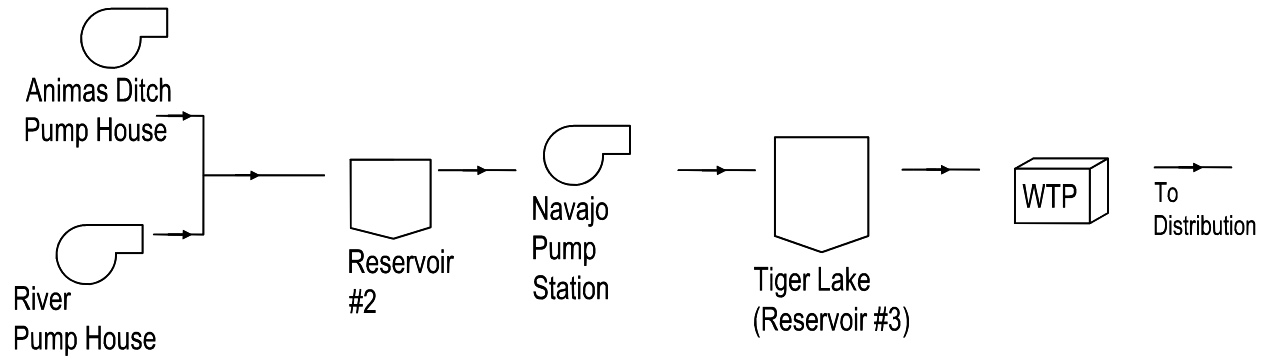 Animas Ditch
Pump House
River
Pump House
Reservoir
#2
Navajo
Pump
Station
Tiger Lake
(Reservoir #3)
WTP
To
Distribution